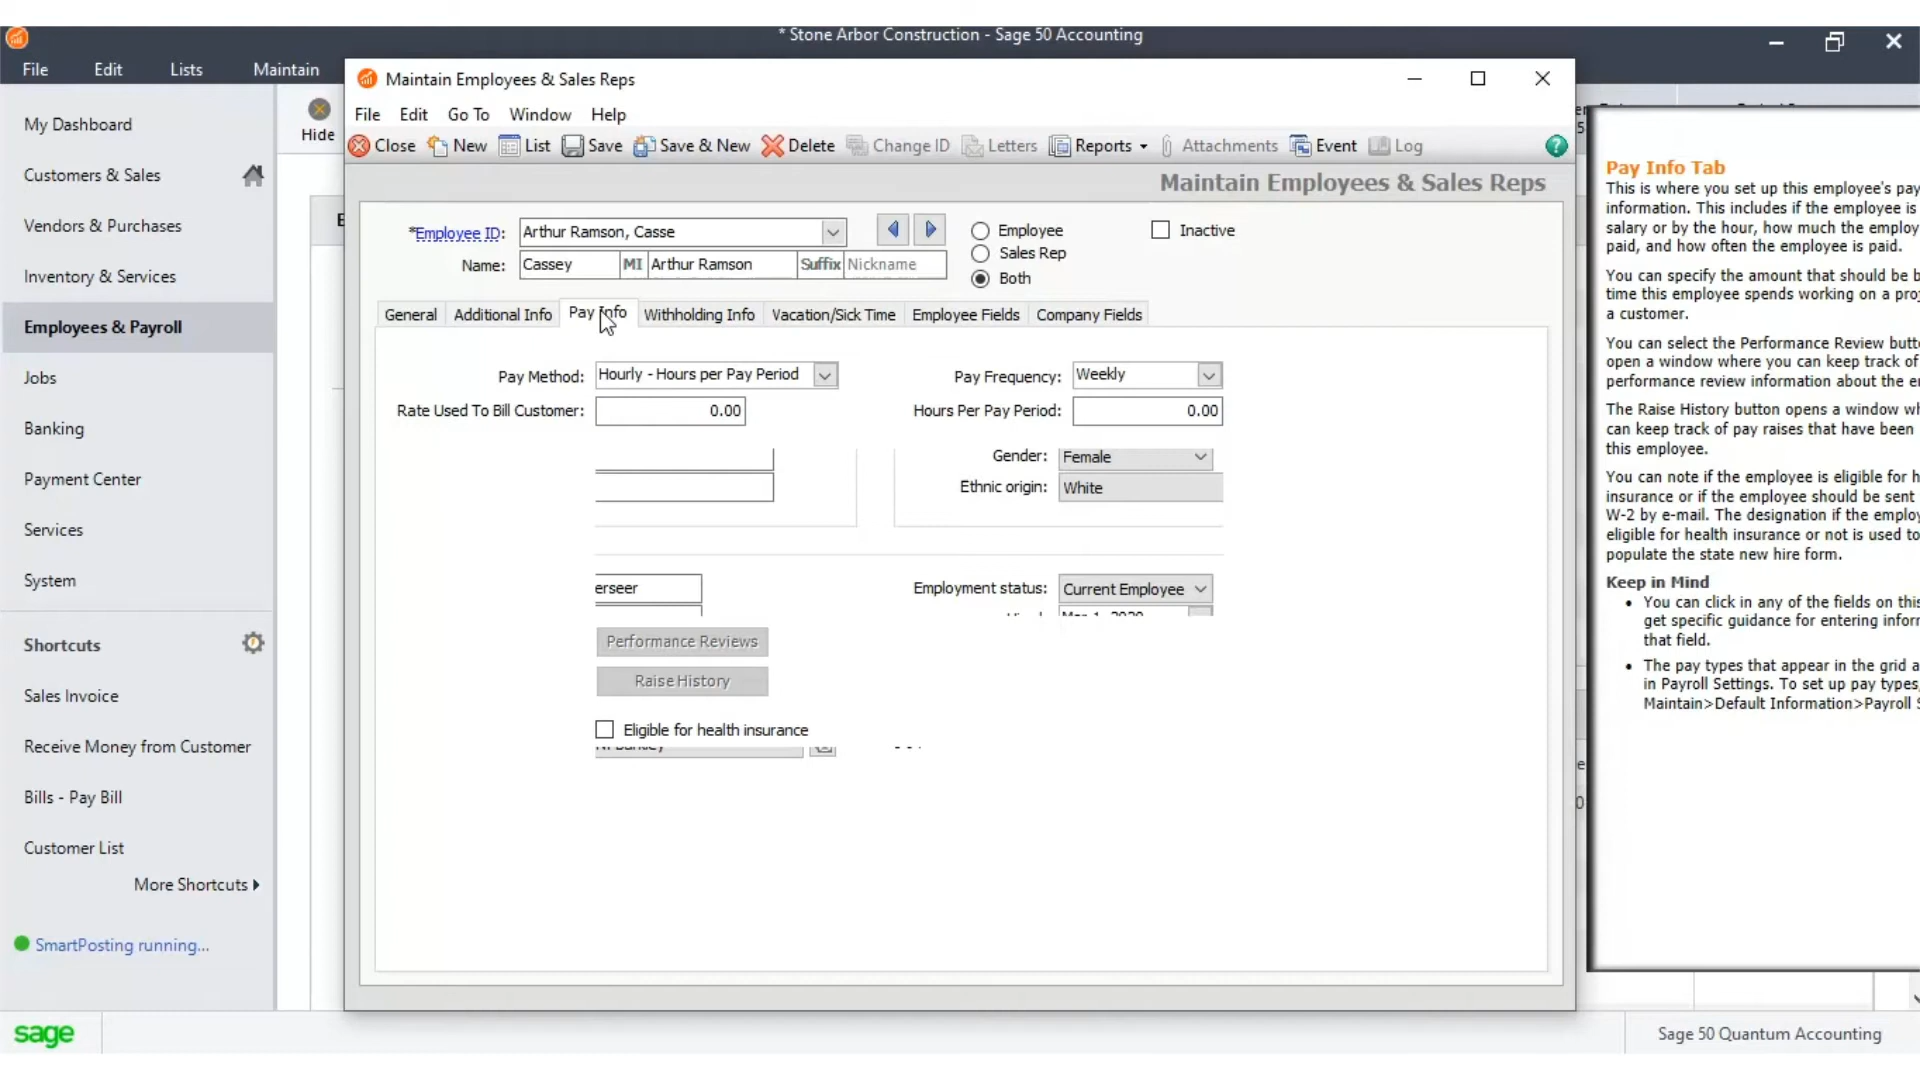 * Stone Arbor Construction - Sage 50 Accounting
File Edit Lists Maintain
Maintain Employees & Sales Reps
File Edit Go To Window Help
Close New List Save Save & New Delete Change ID Letters Reports Attachments Event Log
Hide
My Dashboard
Customers & Sales
Vendors & Purchases
Inventory & Services
Employees & Payroll
Jobs
Banking
Payment Center
Services
System
Shortcuts
Sales Invoice
Receive Money from Customer
Bills - Pay Bill
Customer List
More Shortcuts
SmartPosting running...
sage
Maintain Employees & Sales Reps
*Employee ID: Arthur Ramson, Casse
Name: Cassey MI Arthur Ramson Suffix Nickname
Employee
Sales Rep
Both
Inactive
General Additional Info Pay Info Withholding Info Vacation/Sick Time Employee Fields Company Fields
Pay Method: Hourly - Hours per Pay Period Pay Frequency: Weekly
Rate Used To Bill Customer: 0.00 Hours Per Pay Period: 0.00
Gender: Female
Ethnic origin: White
erseer Employment status: Current Employee
Performance Reviews
Raise History
Eligible for health insurance
Pay Info Tab
This is where you set up this employee's pay
information. This includes if the employee is
salary or by the hour, how much the employ
paid, and how often the employee is paid.
You can specify the amount that should be b
time this employee spends working on a pro
a customer.
You can select the Performance Review butt
open a window where you can keep track of
performance review information about the e
The Raise History button opens a window wh
can keep track of pay raises that have been
this employee.
You can note if the employee is eligible for h
insurance or if the employee should be sent
W-2 by e-mail. The designation if the employ
eligible for health insurance or not is used to
populate the state new hire form.
Keep in Mind
• You can click in any of the fields on this
get specific guidance for entering inform
that field.
• The pay types that appear in the grid a
in Payroll Settings. To set up pay types,
Maintain>Default Information>Payroll S
Sage 50 Quantum Accounting